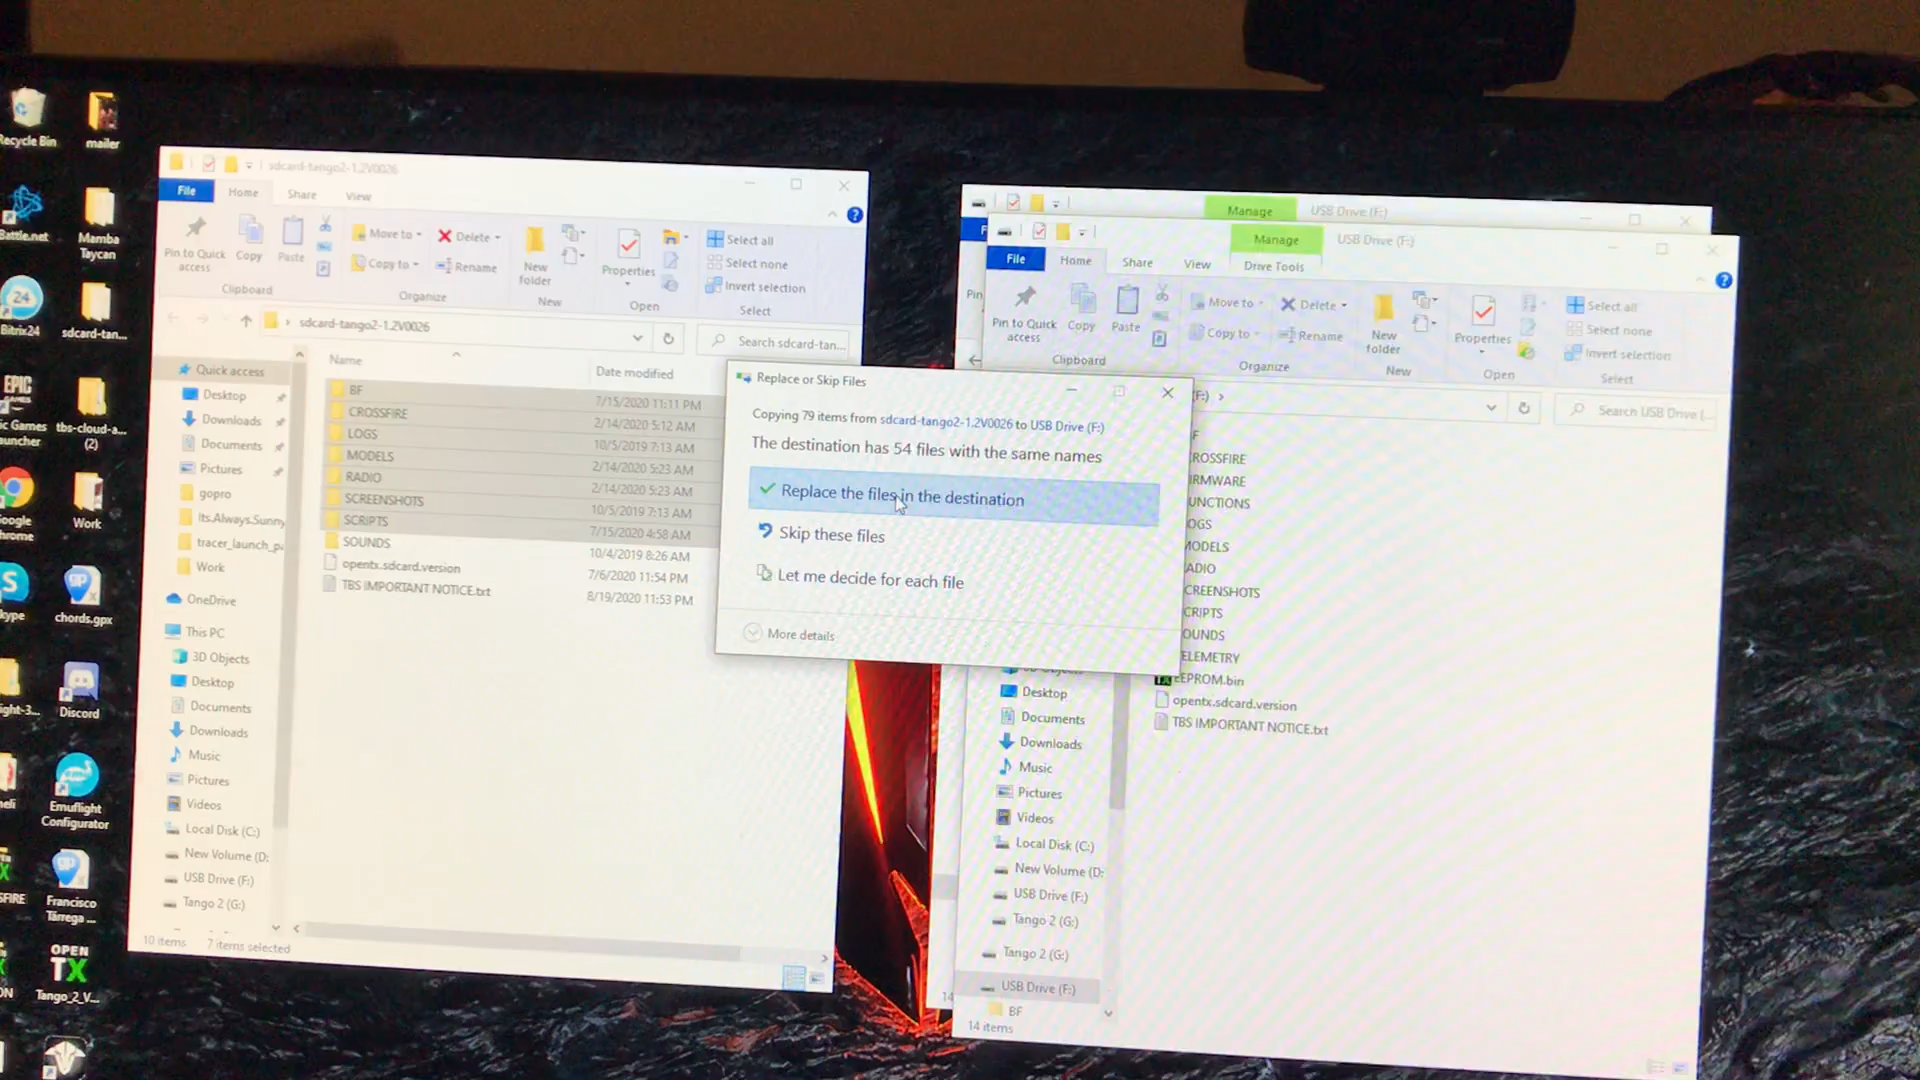 Recycle Bin
mailer
Battle.net
Mamba
Taycan
Bitrix24
sdcard-tan...
EPIC
GAMES
ic Games
auncher
tbs-cloud-a...
(2)
oogle
hrome
Work
kype
chords.gpx
ight-3...
Discord
Emuflight
Configurator
SFIRE
Francisco
Tárrega ...
OPEN
TX
Tango_2_V...
sdcard-tango2-1.2V0026
File
Home
Share
View
Pin to Quick
access
Copy
Paste
Clipboard
Move to
Copy to
Delete
Rename
Organize
New
folder
New
Properties
Open
Select all
Select none
Invert selection
Select
sdcard-tango2-1.2V0026
Search sdcard-tan...
Quick access
Desktop
Downloads
Documents
Pictures
gopro
Its.Always.Sunny
tracer_launch_pa
Work
OneDrive
This PC
3D Objects
Desktop
Documents
Downloads
Music
Pictures
Videos
Local Disk (C:)
New Volume (D:
USB Drive (F:)
Tango 2 (G:)
Name
Date modified
BF
7/15/2020 11:11 PM
CROSSFIRE
2/14/2020 5:12 AM
LOGS
10/5/2019 7:13 AM
MODELS
2/14/2020 5:23 AM
RADIO
2/14/2020 5:23 AM
SCREENSHOTS
10/5/2019 7:13 AM
SCRIPTS
7/15/2020 4:58 AM
SOUNDS
10/4/2019 8:26 AM
opentx.sdcard.version
7/6/2020 11:54 PM
TBS IMPORTANT NOTICE.txt
8/19/2020 11:53 PM
10 items
7 items selected
Replace or Skip Files
Copying 79 items from sdcard-tango2-1.2V0026 to USB Drive (F:)
The destination has 54 files with the same names
Replace the files in the destination
Skip these files
Let me decide for each file
More details
Manage
USB Drive (F:)
F
Pin
Manage
USB Drive (F:)
File
Home
Share
View
Drive Tools
Pin to Quick
access
Copy
Paste
Clipboard
Move to
Copy to
Delete
Rename
Organize
New
folder
New
Properties
Open
Select all
Select none
Invert selection
Select
(F:)
Search USB Drive (...
F
ROSSFIRE
IRMWARE
UNCTIONS
OGS
MODELS
ADIO
CREENSHOTS
CRIPTS
OUNDS
ELEMETRY
EEPROM.bin
opentx.sdcard.version
TBS IMPORTANT NOTICE.txt
Desktop
Documents
Downloads
Music
Pictures
Videos
Local Disk (C:)
New Volume (D:
USB Drive (F:)
Tango 2 (G:)
Tango 2 (G:)
USB Drive (F:)
BF
14 items
14